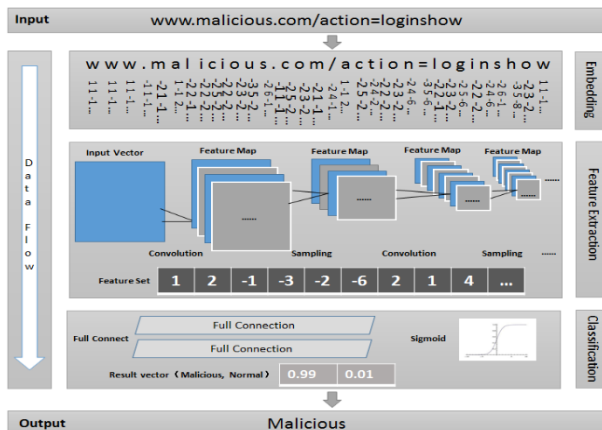 Input
www.malicious.com/action=loginshow
www.malicious.com/action=loginshow
Embedding
Data Flow
Input Vector
Feature Map
Feature Map
Feature Map
Feature Map
......
......
......
......
......
Convolution
Sampling
Convolution
Sampling
......
Feature Set
1 2 -1 -3 -2 -6 2 1 4 ...
Feature Extraction
Full Connect
Full Connection
Full Connection
Sigmoid
Result vector (Malicious, Normal)
0.99 0.01
Classification
Output
Malicious